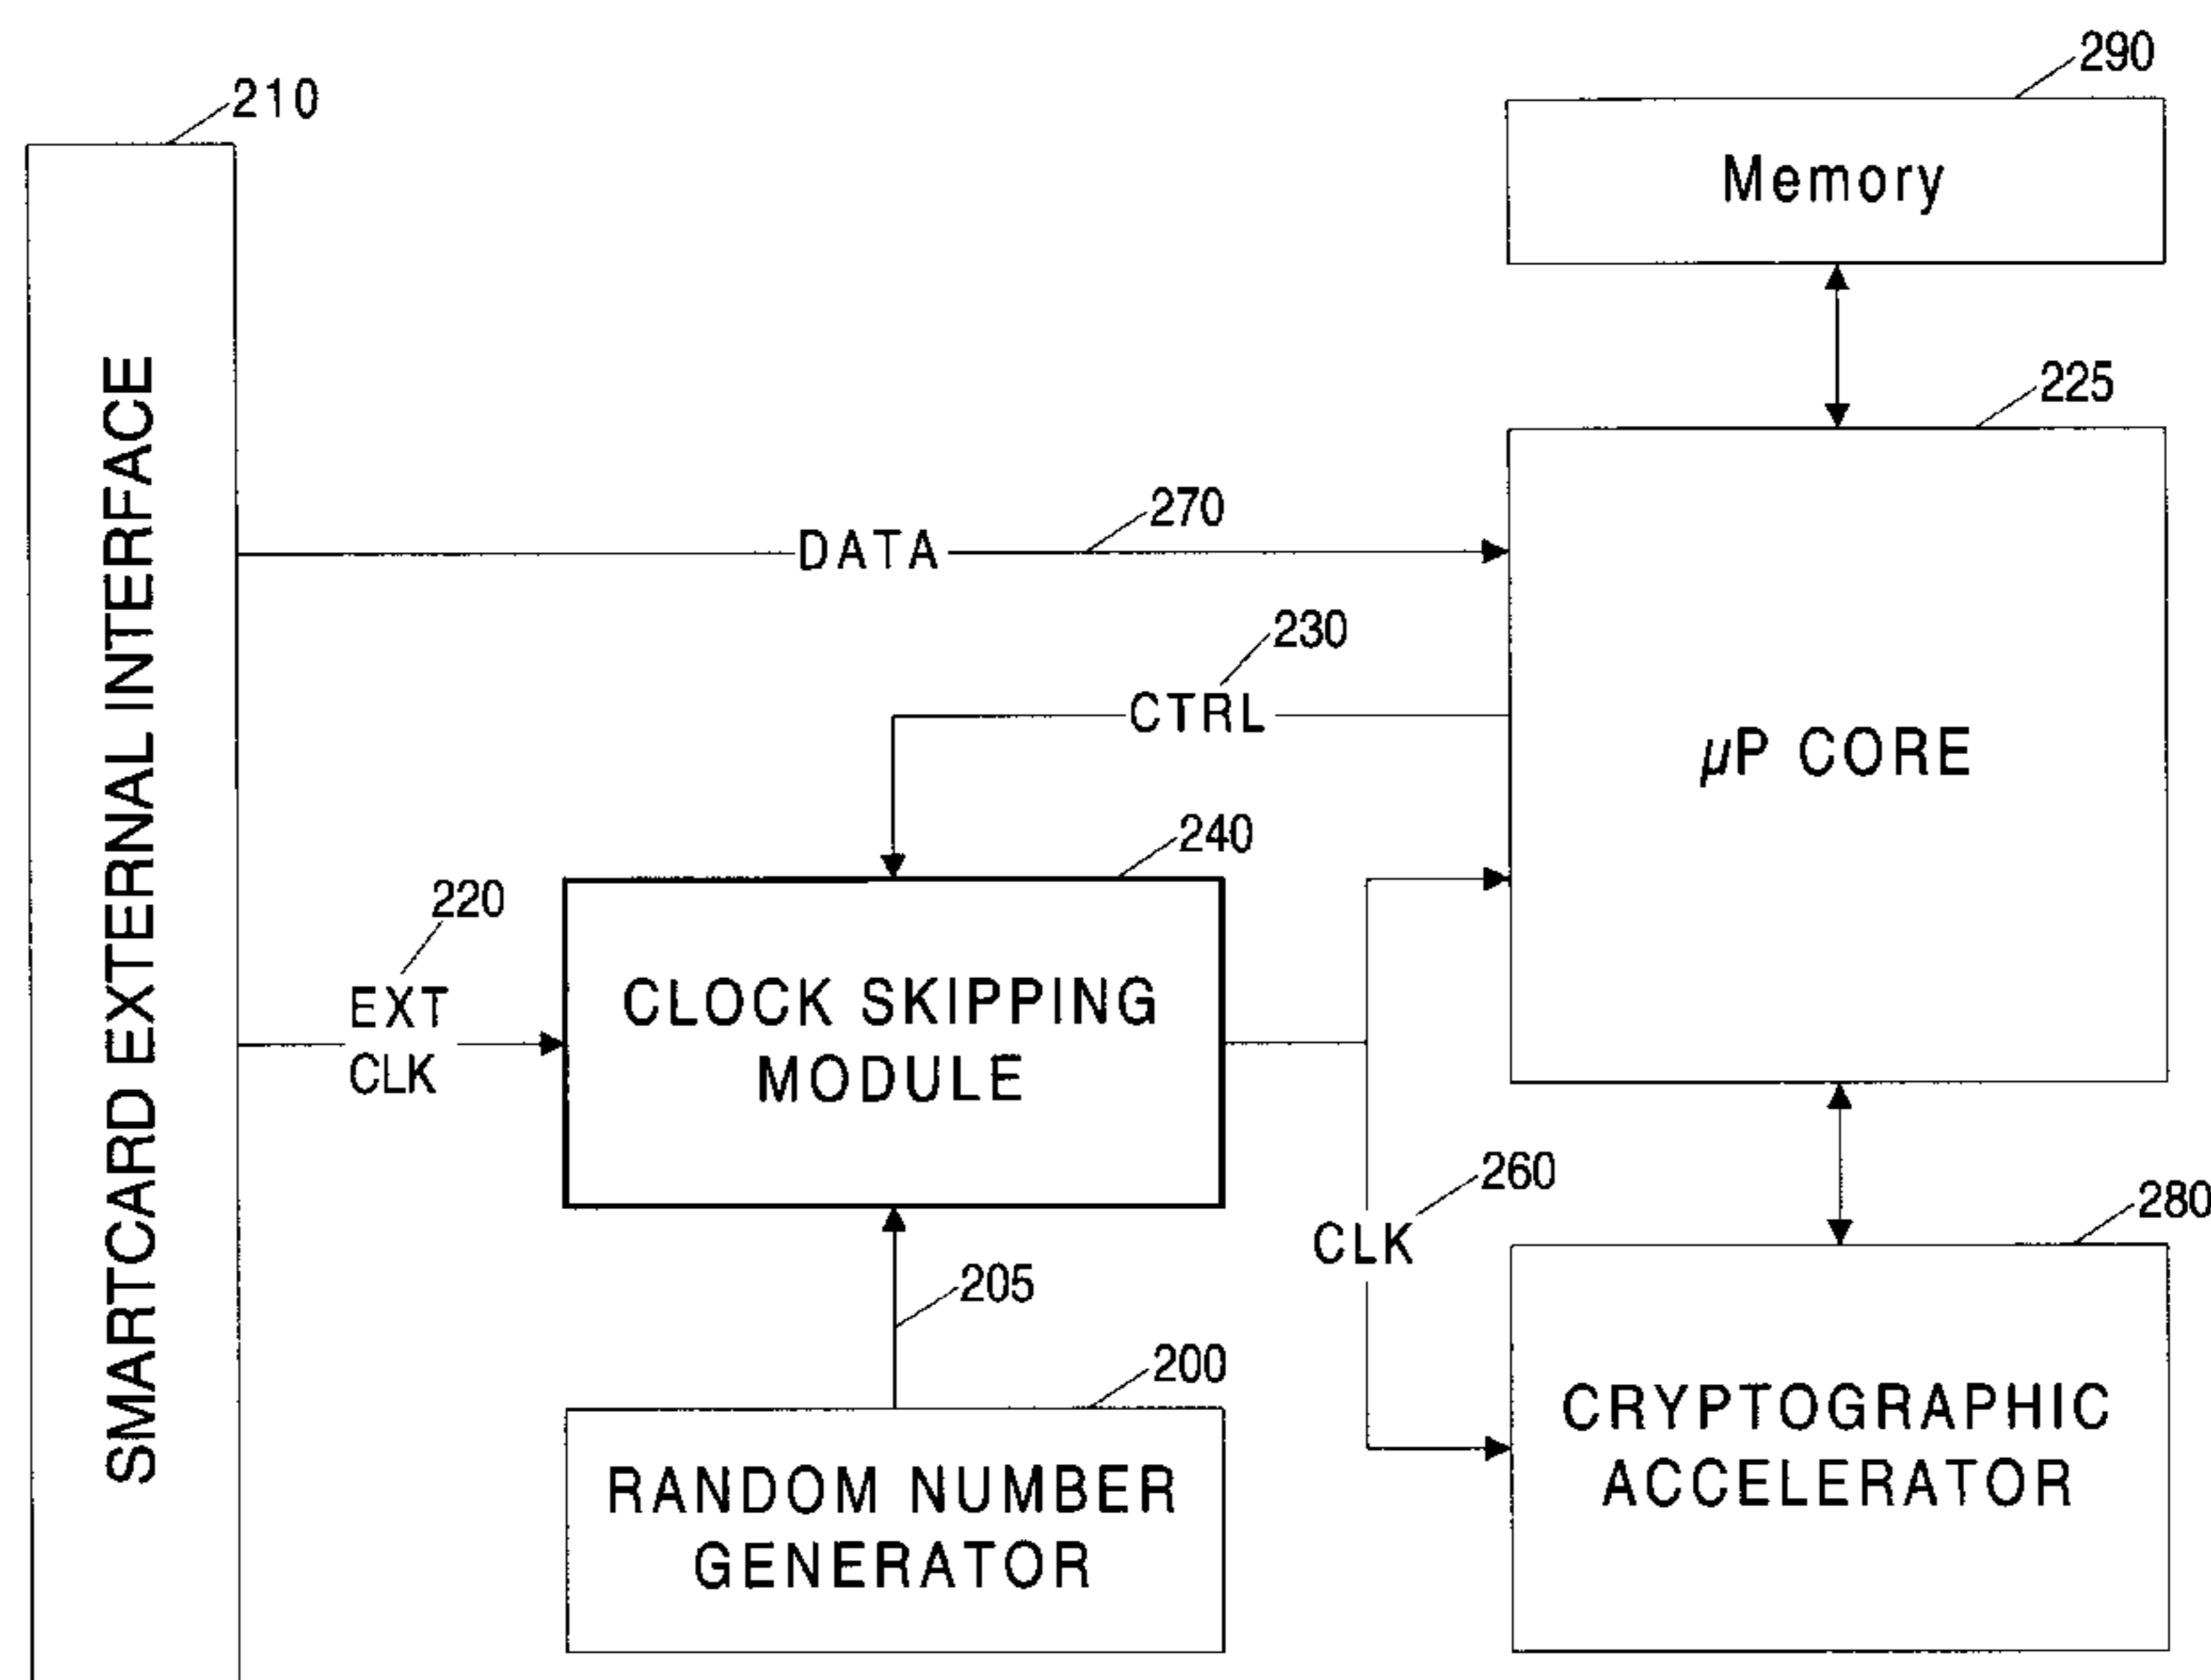 290
210
Memory
225
SMARTCARD EXTERNAL INTERFACE
270
DATA
230
CTRL
µP CORE
240
220
EXT
CLK
CLOCK SKIPPING
MODULE
260
CLK
280
205
200
RANDOM NUMBER
GENERATOR
CRYPTOGRAPHIC
ACCELERATOR